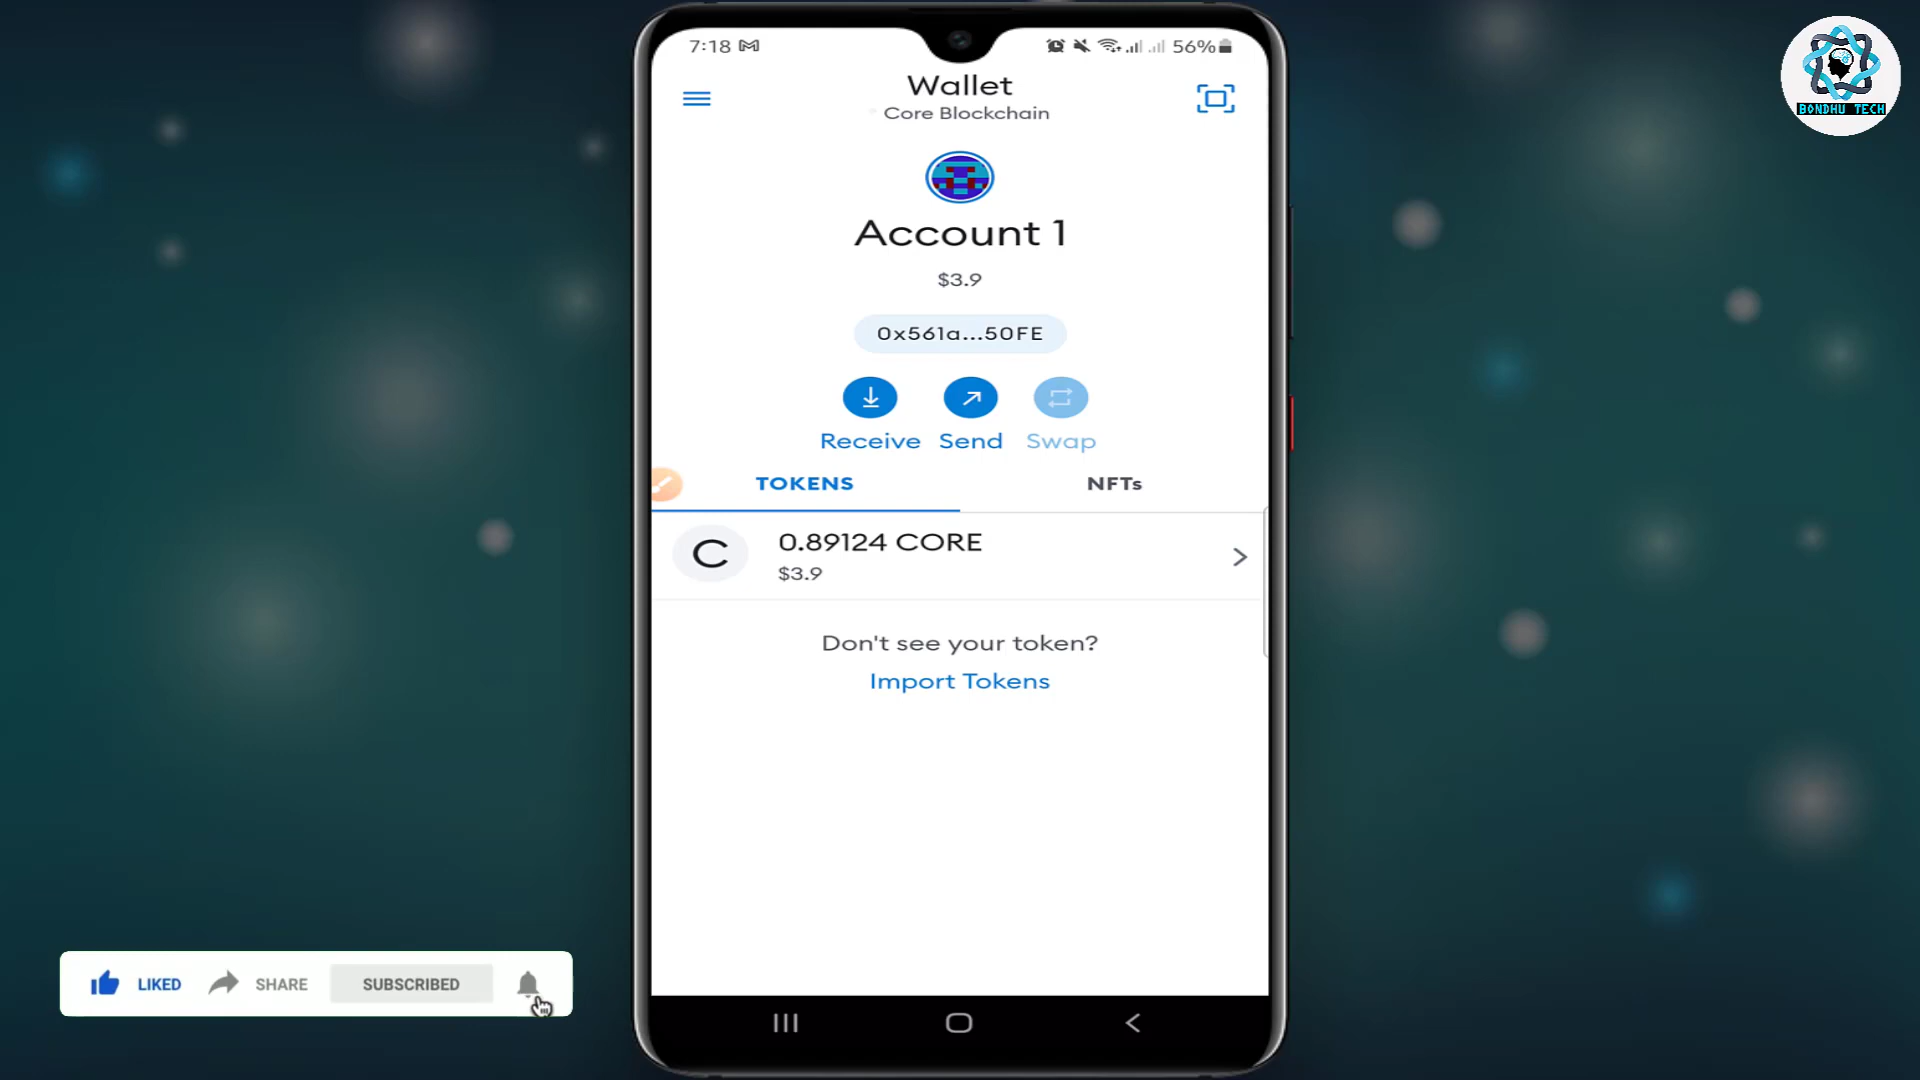 7:18
56%
Wallet
Core Blockchain
Account 1
$3.9
0x561a...50FE
Receive Send Swap
TOKENS NFTs
C
0.89124 CORE
$3.9
Don't see your token?
Import Tokens
BONDHU TECH
LIKED SHARE SUBSCRIBED